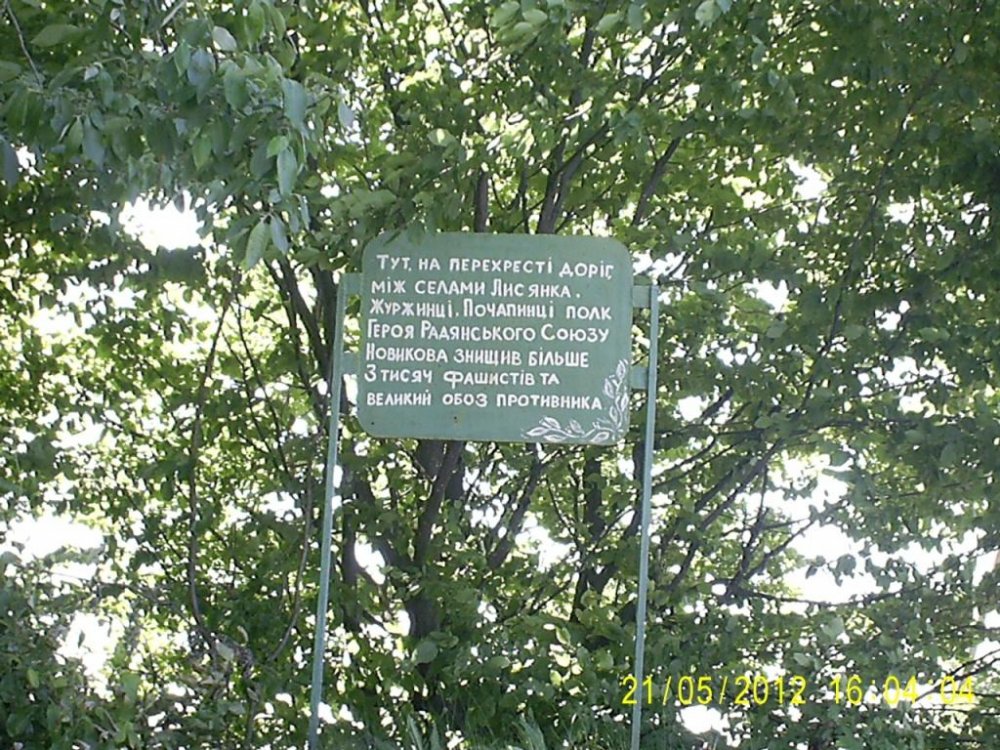 Тут, на перехресті доріг,
між селами Лисянка,
Журжинці, Почапинці полк
Героя Радянського Союзу
Новикова знищив більше
3 тисяч фашистів та
великий обоз противника.
21/05/2012 16:04:04